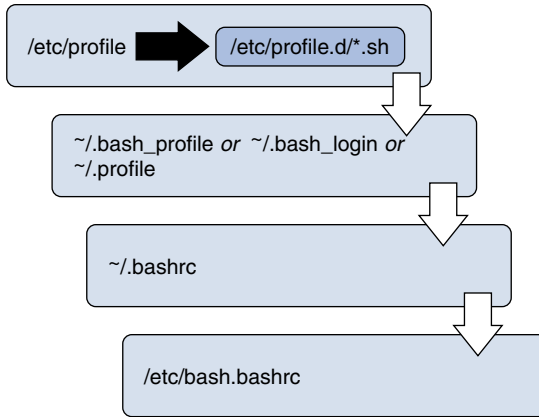 /etc/profile
/etc/profile.d/*.sh
~/.bash_profile or ~/.bash_login or
~/.profile
~/.bashrc
/etc/bash.bashrc